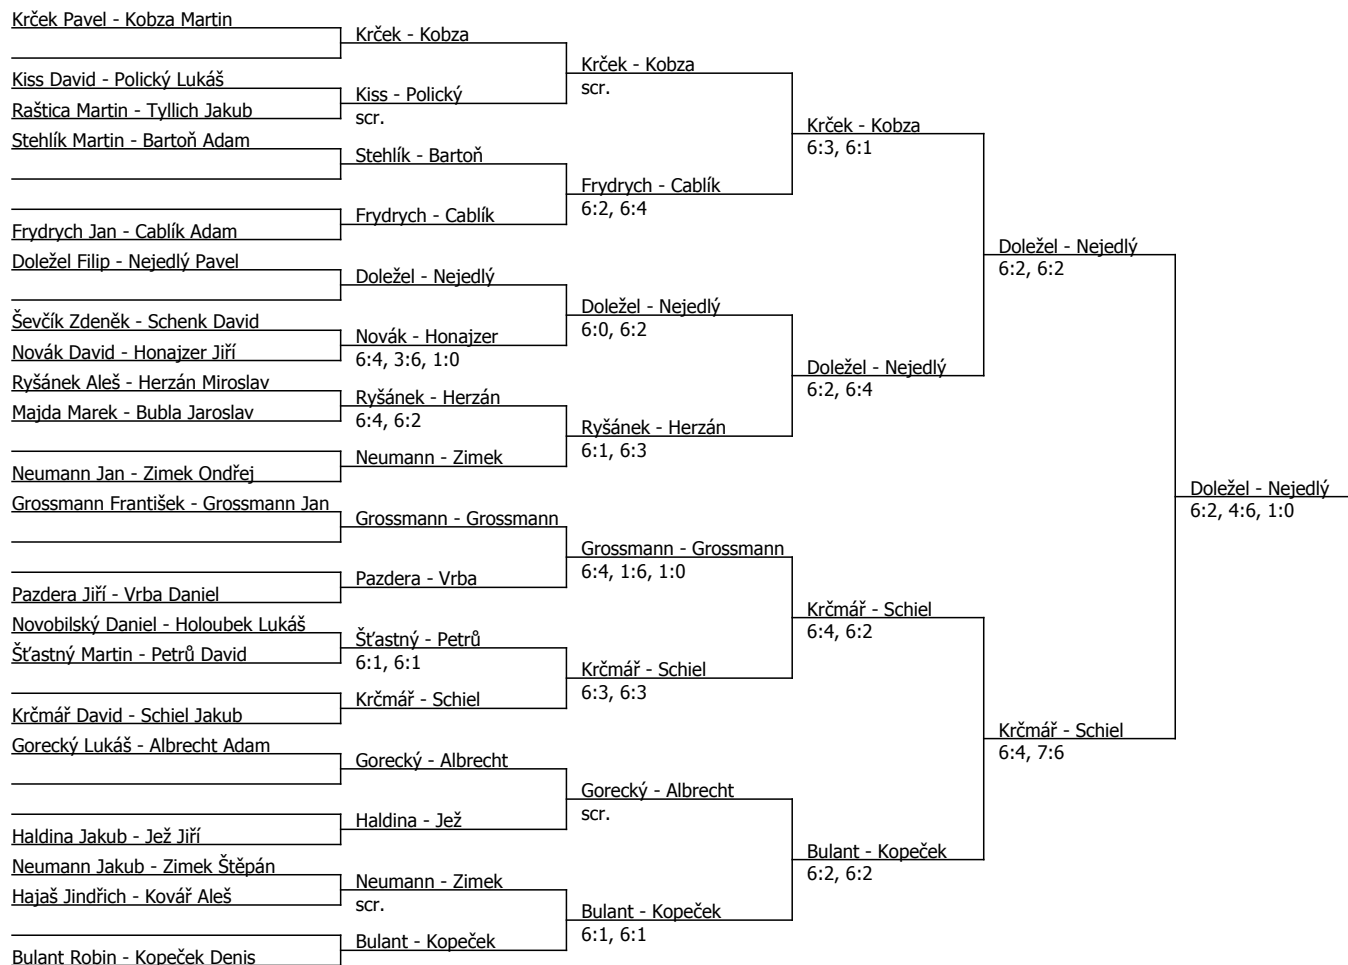 Krček Pavel - Kobza Martin
Kiss David - Polický Lukáš
Raštica Martin - Tyllich Jakub
Stehlík Martin - Bartoň Adam
Frydrych Jan - Cablík Adam
Doležel Filip - Nejedlý Pavel
Ševčík Zdeněk - Schenk David
Novák David - Honajzer Jiří
Ryšánek Aleš - Herzán Miroslav
Majda Marek - Bubla Jaroslav
Neumann Jan - Zimek Ondřej
Grossmann František - Grossmann Jan
Pazdera Jiří - Vrba Daniel
Novobilský Daniel - Holoubek Lukáš
Šťastný Martin - Petrů David
Krčmář David - Schiel Jakub
Gorecký Lukáš - Albrecht Adam
Haldina Jakub - Jež Jiří
Neumann Jakub - Zimek Štěpán
Hajaš Jindřich - Kovář Aleš
Bulant Robin - Kopeček Denis
Krček - Kobza
Kiss - Polický
scr.
Stehlík - Bartoň
Frydrych - Cablík
Doležel - Nejedlý
Novák - Honajzer
6:4, 3:6, 1:0
Ryšánek - Herzán
6:4, 6:2
Neumann - Zimek
Grossmann - Grossmann
Pazdera - Vrba
Šťastný - Petrů
6:1, 6:1
Krčmář - Schiel
Gorecký - Albrecht
Haldina - Jež
Neumann - Zimek
scr.
Bulant - Kopeček
Krček - Kobza
scr.
Frydrych - Cablík
6:2, 6:4
Doležel - Nejedlý
6:0, 6:2
Ryšánek - Herzán
6:1, 6:3
Grossmann - Grossmann
6:4, 1:6, 1:0
Krčmář - Schiel
6:3, 6:3
Gorecký - Albrecht
scr.
Bulant - Kopeček
6:1, 6:1
Krček - Kobza
6:3, 6:1
Doležel - Nejedlý
6:2, 6:4
Krčmář - Schiel
6:4, 6:2
Bulant - Kopeček
6:2, 6:2
Doležel - Nejedlý
6:2, 6:2
Krčmář - Schiel
6:4, 7:6
Doležel - Nejedlý
6:2, 4:6, 1:0